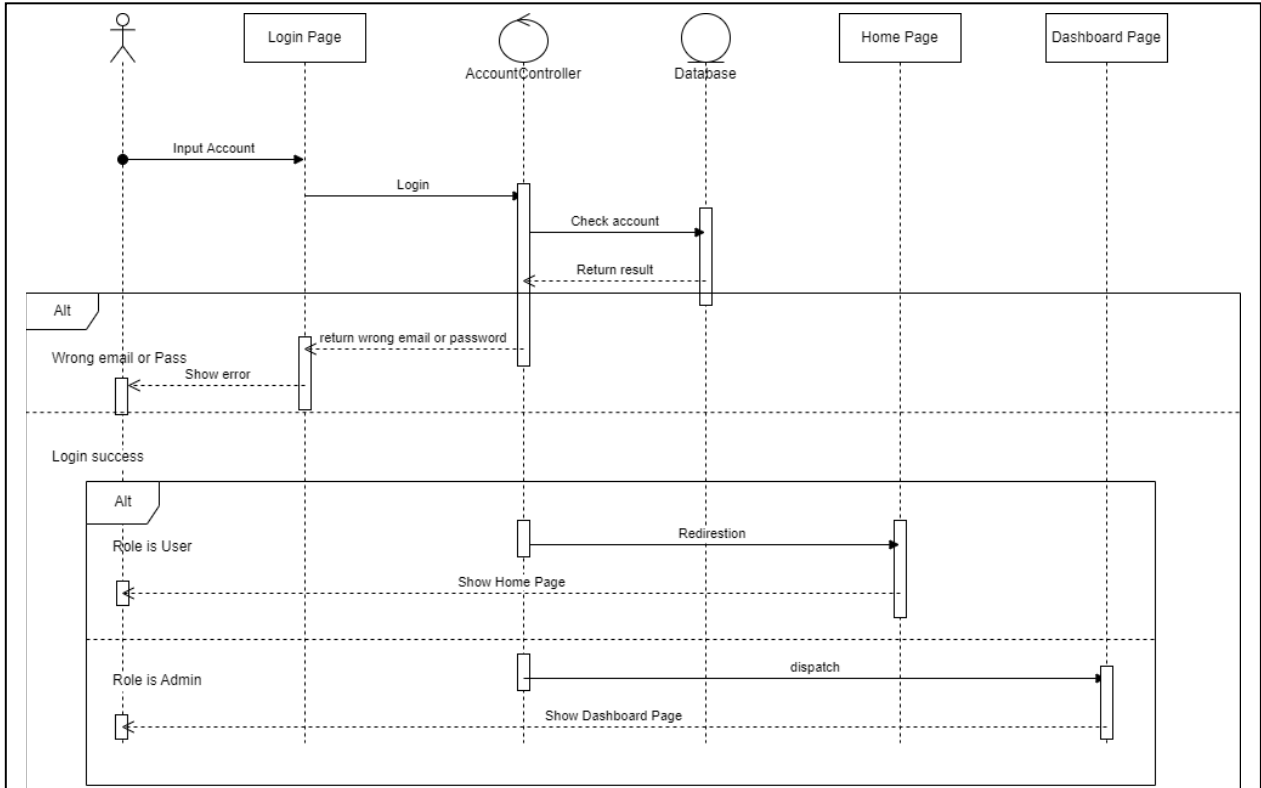 Login Page
AccountController
Database
Home Page
Dashboard Page
Input Account
Login
Check account
Return result
Alt
return wrong email or password
Wrong email or Pass
Show error
Login success
Alt
Redirestion
Role is User
Show Home Page
dispatch
Role is Admin
Show Dashboard Page